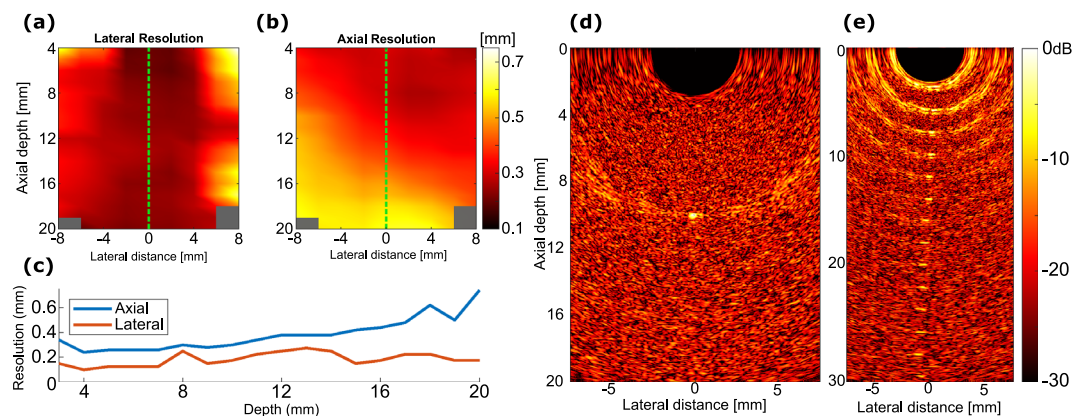 (a)
Lateral Resolution
4
8
12
16
20
-8
-4
0
4
8
Axial depth [mm]
Lateral distance [mm]
(b)
Axial Resolution
[mm]
4
8
12
16
20
-8
-4
0
4
8
Lateral distance [mm]
0.7
0.5
0.3
0.1
(c)
Resolution (mm)
0.6
0.4
0.2
0
Axial
Lateral
4
8
12
16
20
Depth (mm)
(d)
0
4
8
10
12
16
20
-5
0
5
Axial depth [mm]
Lateral distance [mm]
(e)
0
10
20
30
-5
0
5
Lateral distance [mm]
0dB
-10
-20
-30